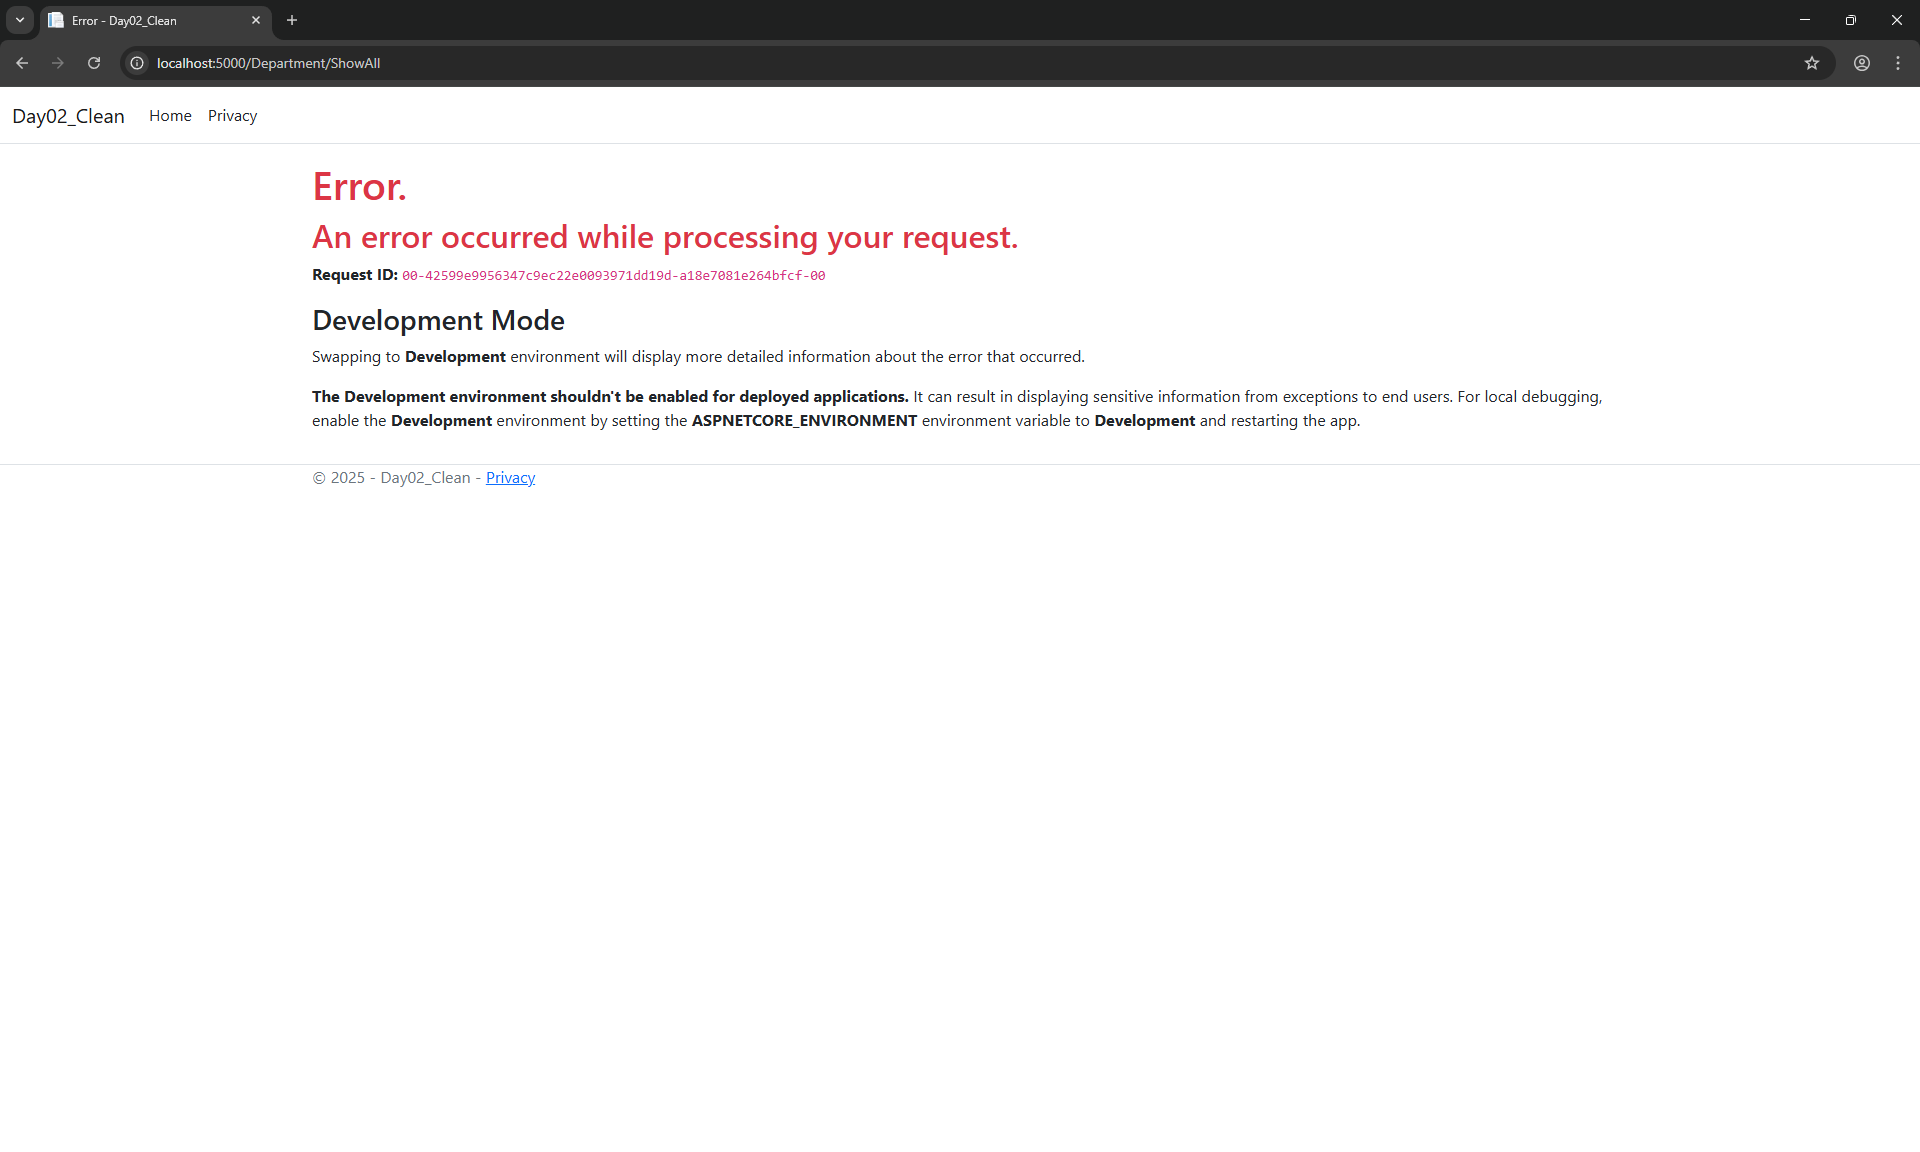 Error - Day02_Clean
localhost:5000/Department/ShowAll
Day02_Clean Home Privacy
Error.
An error occurred while processing your request.
Request ID: 00-42599e9956347c9ec22e0093971dd19d-a18e7081e264bfcf-00
Development Mode
Swapping to Development environment will display more detailed information about the error that occurred.
The Development environment shouldn't be enabled for deployed applications. It can result in displaying sensitive information from exceptions to end users. For local debugging,
enable the Development environment by setting the ASPNETCORE_ENVIRONMENT environment variable to Development and restarting the app.
© 2025 - Day02_Clean - Privacy